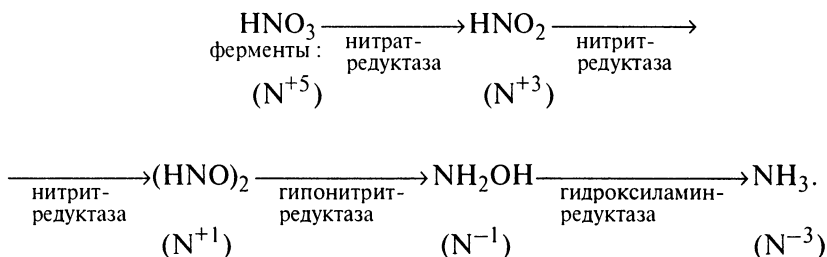 HNO₃ ⟶ HNO₂ ⟶
ферменты : нитрат- нитрит-
редуктаза редуктаза
(N⁺⁵) (N⁺³)
⟶ (HNO)₂ ⟶ NH₂OH ⟶ NH₃.
нитрит- гипонитрит- гидроксиламин-
редуктаза редуктаза редуктаза
(N⁺¹) (N⁻¹) (N⁻³)